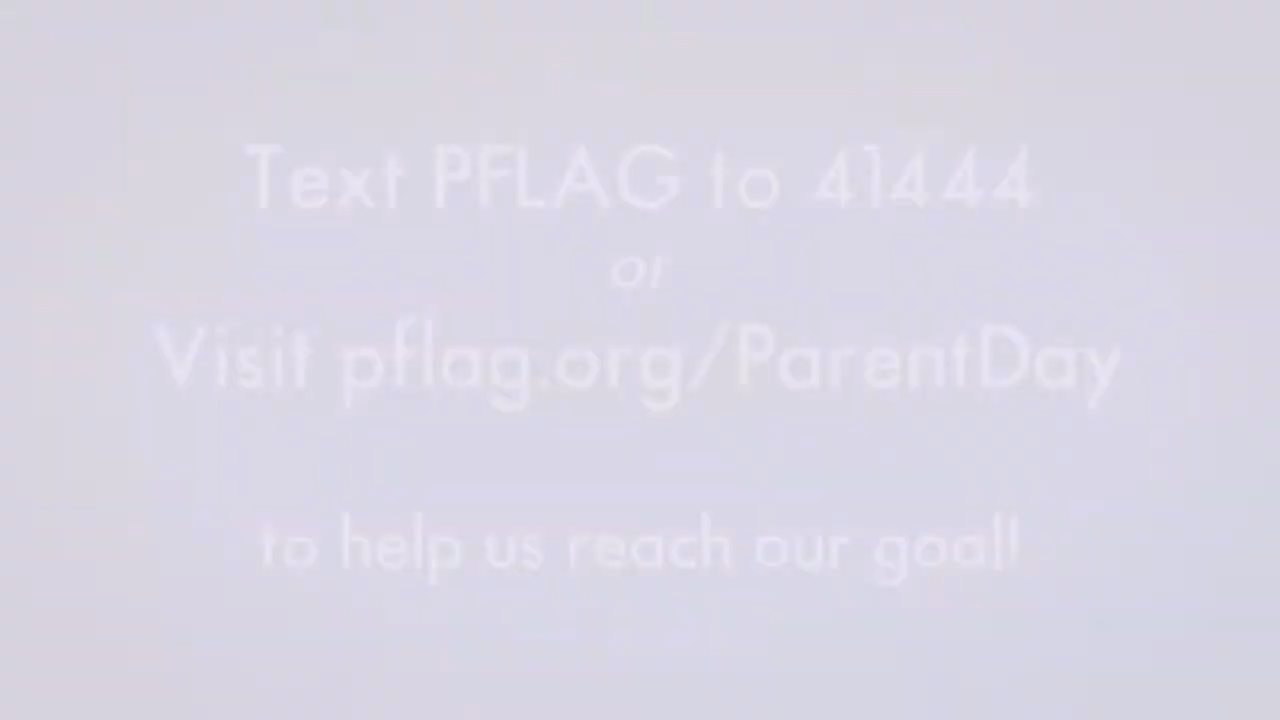 Text PFLAG to 41444
or
Visit pflag.org/ParentDay
to help us reach our goal!